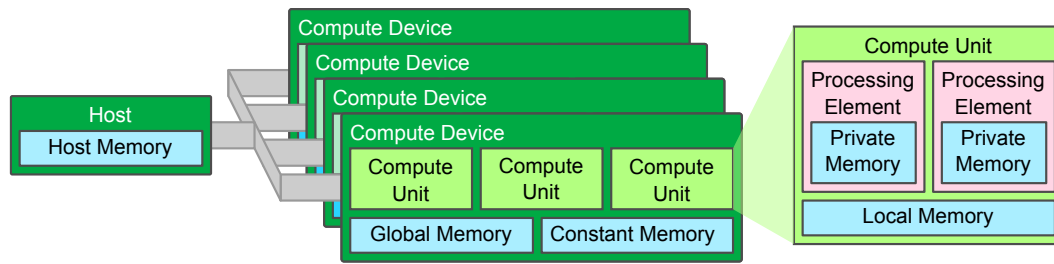 Host
Host Memory
Compute Device
Compute Device
Compute Device
Compute Device
Compute
Unit
Compute
Unit
Compute
Unit
Global Memory
Constant Memory
Compute Unit
Processing
Element
Private
Memory
Processing
Element
Private
Memory
Local Memory